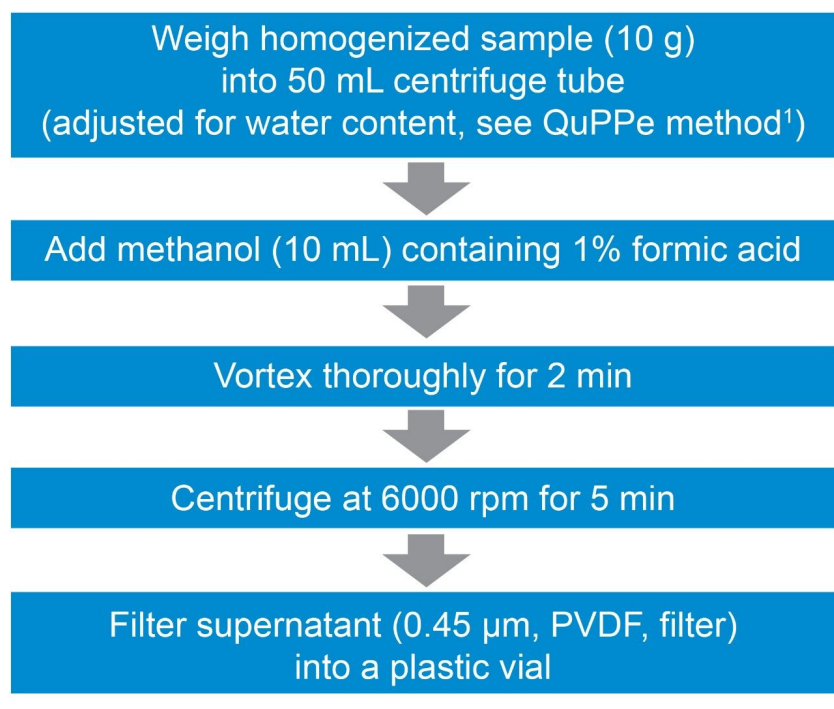 Weigh homogenized sample (10 g)
into 50 mL centrifuge tube
(adjusted for water content, see QuPPe method¹)
Add methanol (10 mL) containing 1% formic acid
Vortex thoroughly for 2 min
Centrifuge at 6000 rpm for 5 min
Filter supernatant (0.45 µm, PVDF, filter)
into a plastic vial